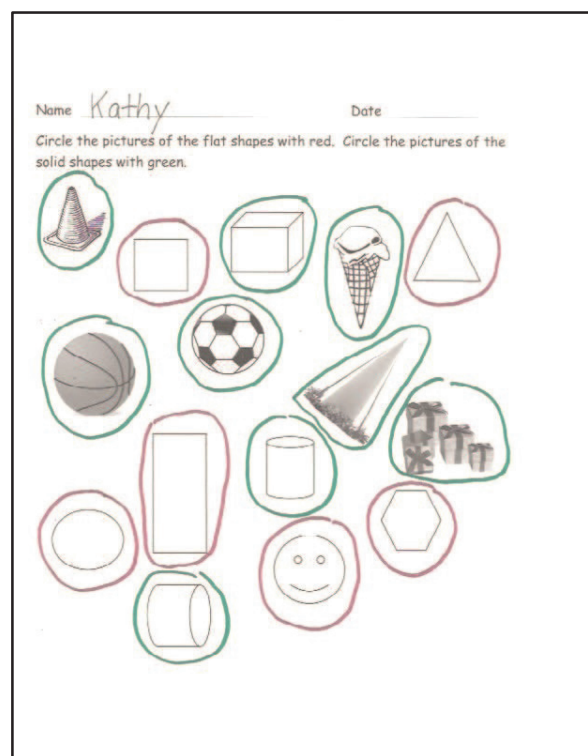 Name Kathy Date
Circle the pictures of the flat shapes with red. Circle the pictures of the
solid shapes with green.